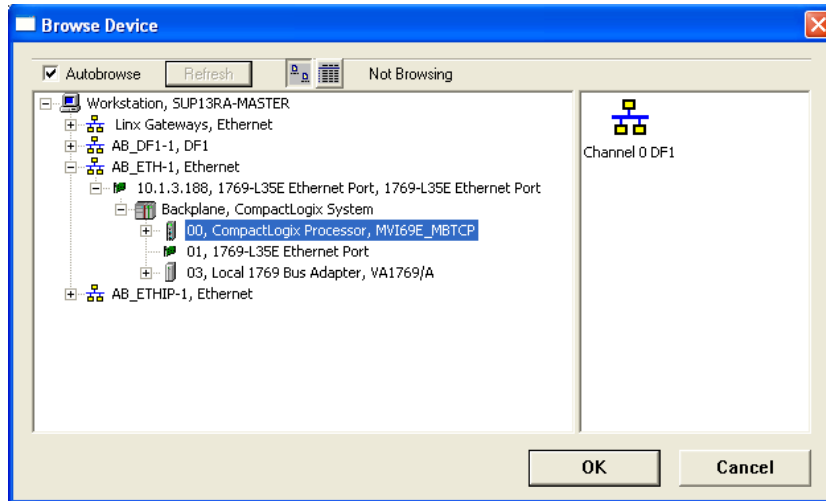 Browse Device
Autobrowse Refresh Not Browsing
Workstation, SUP13RA-MASTER
Linx Gateways, Ethernet
AB_DF1-1, DF1
AB_ETH-1, Ethernet
10.1.3.188, 1769-L35E Ethernet Port, 1769-L35E Ethernet Port
Backplane, CompactLogix System
00, CompactLogix Processor, MVI69E_MBTCP
01, 1769-L35E Ethernet Port
03, Local 1769 Bus Adapter, VA1769/A
AB_ETHIP-1, Ethernet
Channel 0 DF1
OK Cancel